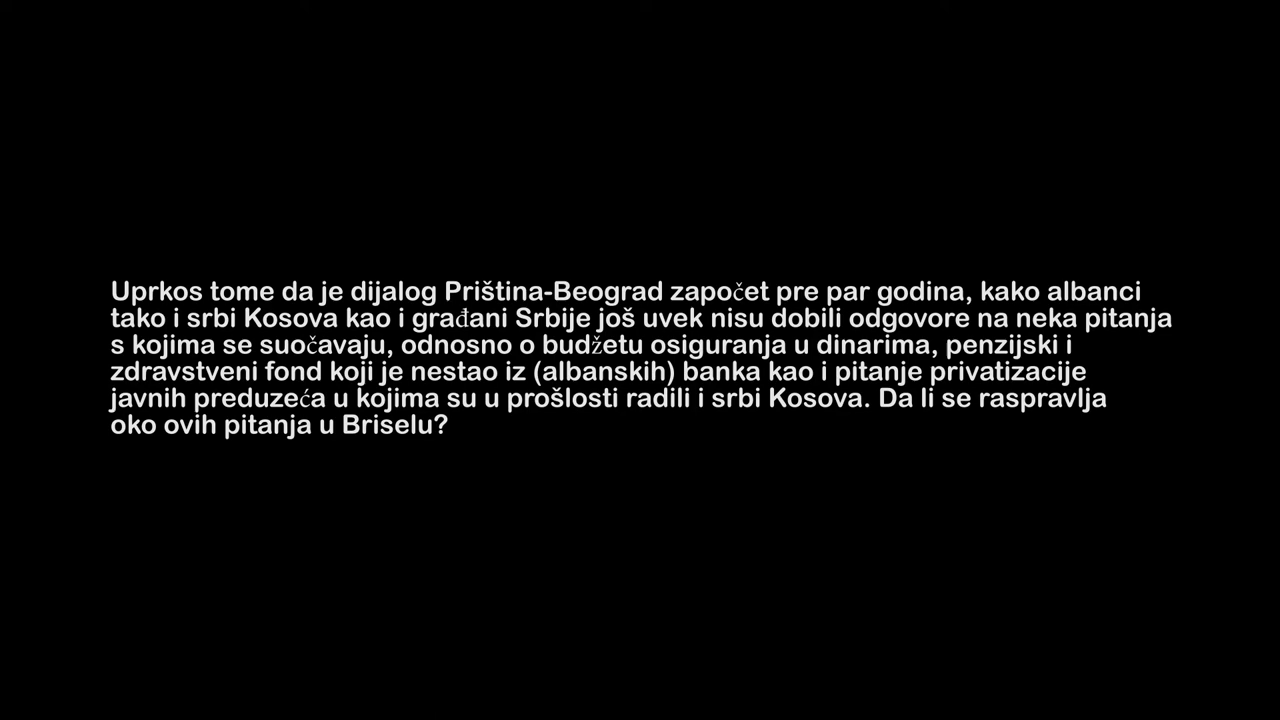 Uprkos tome da je dijalog Priština-Beograd započet pre par godina, kako albanci
tako i srbi Kosova kao i građani Srbije još uvek nisu dobili odgovore na neka pitanja
s kojima se suočavaju, odnosno o budžetu osiguranja u dinarima, penzijski i
zdravstveni fond koji je nestao iz (albanskih) banka kao i pitanje privatizacije
javnih preduzeća u kojima su u prošlosti radili i srbi Kosova. Da li se raspravlja
oko ovih pitanja u Briselu?